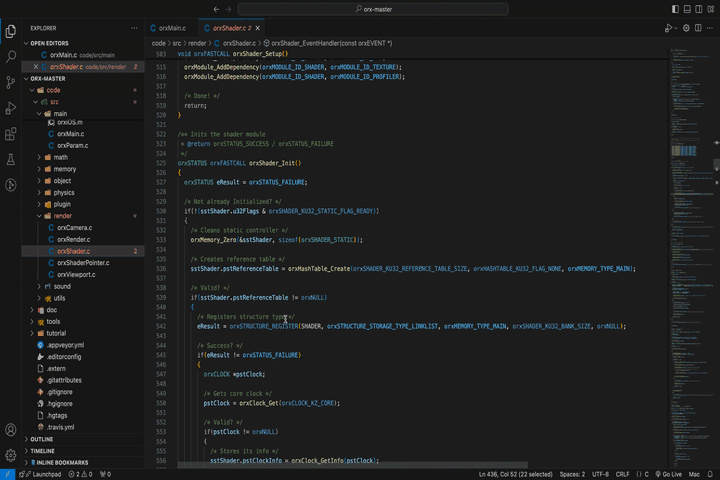 orx-master
EXPLORER
orxMain.c
orxShader.c 2
OPEN EDITORS
orxMain.c code/src/main
orxShader.c code/... 2
ORX-MASTER
code
src
main
orxiOS.m
orxMain.c
orxParam.c
math
memory
object
physics
plugin
render
orxCamera.c
orxRender.c
orxShader.c 2
orxShaderPointer.c
orxViewport.c
sound
utils
doc
tools
tutorial
.appveyor.yml
.editorconfig
.extern
.gitattributes
.gitignore
.hgignore
.hgtags
.travis.yml
OUTLINE
TIMELINE
INLINE BOOKMARKS
code > src > render > orxShader.c > orxShader_EventHandler(const orxEVENT *)
503 void orxFASTCALL orxShader_Setup()
515 orxModule_AddDependency(orxMODULE_ID_SHADER, orxMODULE_ID_TEXTURE);
516 orxModule_AddDependency(orxMODULE_ID_SHADER, orxMODULE_ID_PROFILER);
517
518 /* Done! */
519 return;
520 }
521
522 /** Inits the shader module
523 * @return orxSTATUS_SUCCESS / orxSTATUS_FAILURE
524 */
525 orxSTATUS orxFASTCALL orxShader_Init()
526 {
527 orxSTATUS eResult = orxSTATUS_FAILURE;
528
529 /* Not already Initialized? */
530 if(!(sstShader.u32Flags & orxSHADER_KU32_STATIC_FLAG_READY))
531 {
532 /* Cleans static controller */
533 orxMemory_Zero(&sstShader, sizeof(orxSHADER_STATIC));
534
535 /* Creates reference table */
536 sstShader.pstReferenceTable = orxHashTable_Create(orxSHADER_KU32_REFERENCE_TABLE_SIZE, orxHASHTABLE_KU32_FLAG_NONE, orxMEMORY_TYPE_MAIN);
537
538 /* Valid? */
539 if(sstShader.pstReferenceTable != orxNULL)
540 {
541 /* Registers structure type */
542 eResult = orxSTRUCTURE_REGISTER(SHADER, orxSTRUCTURE_STORAGE_TYPE_LINKLIST, orxMEMORY_TYPE_MAIN, orxSHADER_KU32_BANK_SIZE, orxNULL);
543
544 /* Success? */
545 if(eResult != orxSTATUS_FAILURE)
546 {
547 orxCLOCK *pstClock;
548
549 /* Gets core clock */
550 pstClock = orxClock_Get(orxCLOCK_KZ_CORE);
551
552 /* Valid? */
553 if(pstClock != orxNULL)
554 {
555 /* Stores its info */
556 sstShader.pstClockInfo = orxClock_GetInfo(pstClock);
Launchpad 2 0 0 Ln 436, Col 52 (22 selected) Spaces: 2 UTF-8 CRLF { } C Go Live Mac